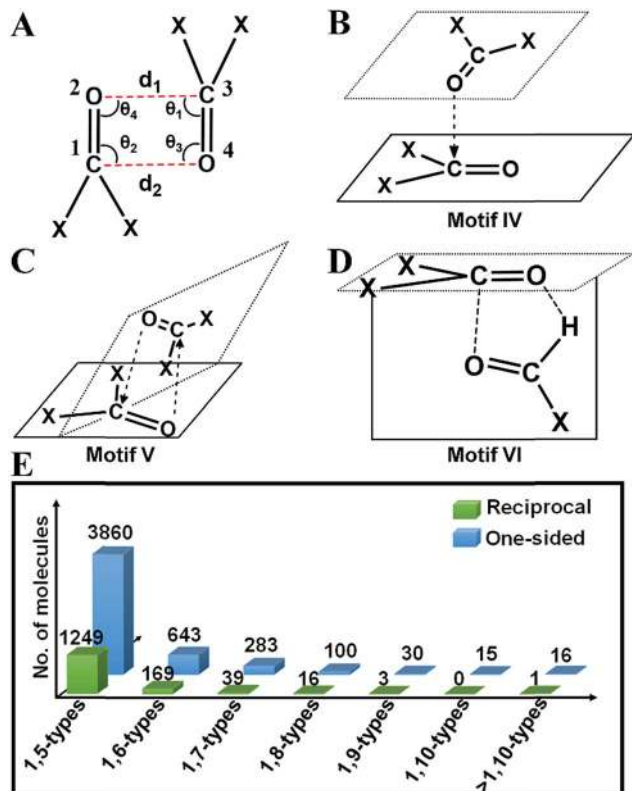 A
X X
2 O d₁ C 3
θ₄ θ₁
1 θ₂ θ₃ 4
C d₂ O
X X
B
X X
C
O
X
X C O
Motif IV
C
O C X
X
X
X C O
Motif V
D
X C O
X
H
O C
X
Motif VI
E
No. of molecules
Reciprocal
One-sided
3860
1249
643
169
283
39
100
16
30
3
15
0
16
1
1,5-types
1,6-types
1,7-types
1,8-types
1,9-types
1,10-types
>1,10-types